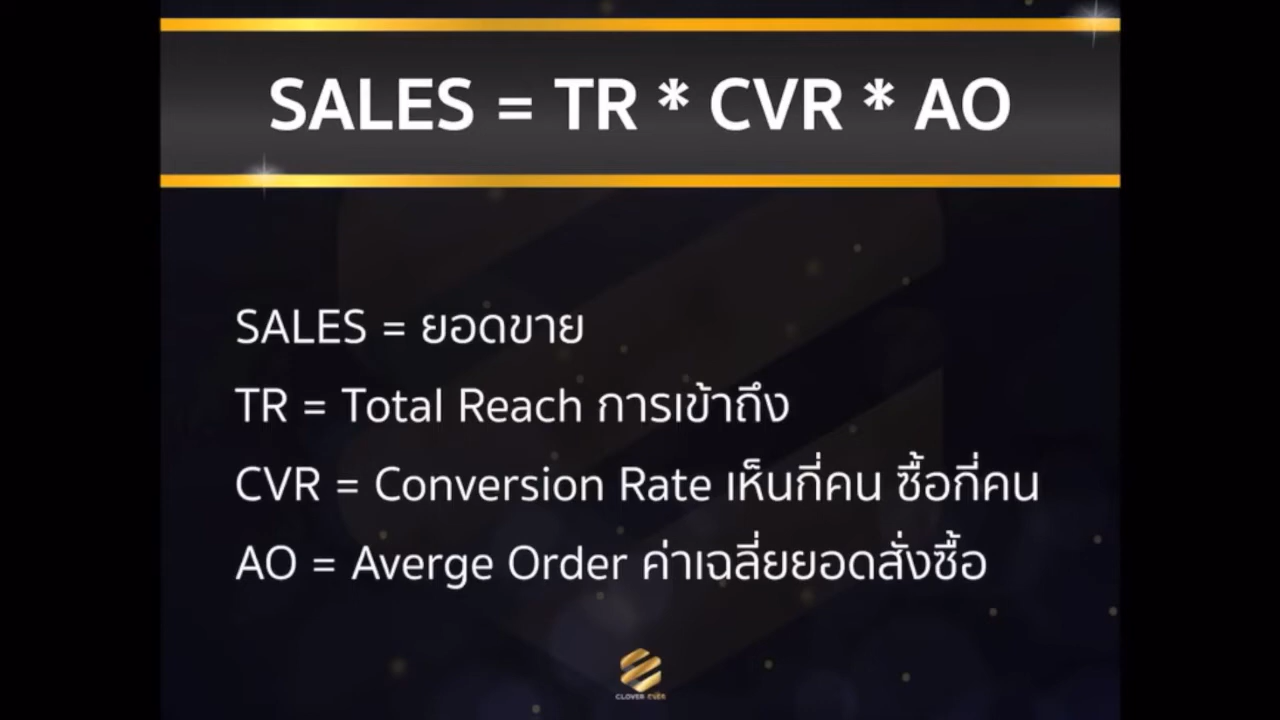 SALES = TR * CVR * AO
SALES = ยอดขาย
TR = Total Reach การเข้าถึง
CVR = Conversion Rate เห็นกี่คน ซื้อกี่คน
AO = Averge Order ค่าเฉลี่ยยอดสั่งซื้อ
CLOVER EVER